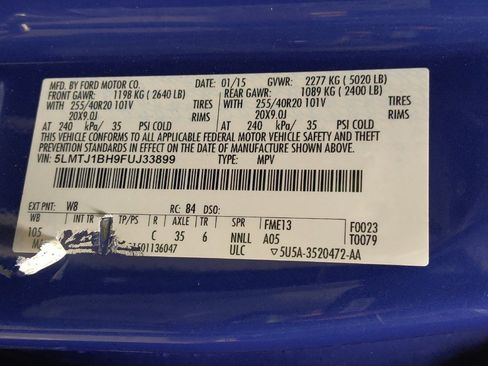 MFD. BY FORD MOTOR CO. DATE: 01/15 GVWR: 2277 KG ( 5020 LB)
FRONT GAWR: 1198 KG ( 2640 LB) REAR GAWR: 1089 KG ( 2400 LB)
WITH 255/40R20 101V TIRES WITH 255/40R20 101V TIRES
20X9.0J RIMS 20X9.0J RIMS
AT 240 kPa/ 35 PSI COLD AT 240 kPa/ 35 PSI COLD
THIS VEHICLE CONFORMS TO ALL APPLICABLE FEDERAL MOTOR VEHICLE SAFETY AND THEFT
PREVENTION STANDARDS IN EFFECT ON THE DATE OF MANUFACTURE SHOWN ABOVE.
VIN: 5LMTJ1BH9FUJ33899 TYPE: MPV
EXT PNT: W8 RC: 84 DSO:
WB INT TR TP/PS R AXLE TR SPR FME13 F0023
105 C 35 6 NNLL A05 T0079
01136047 ULC ▽5U5A-3520472-AA